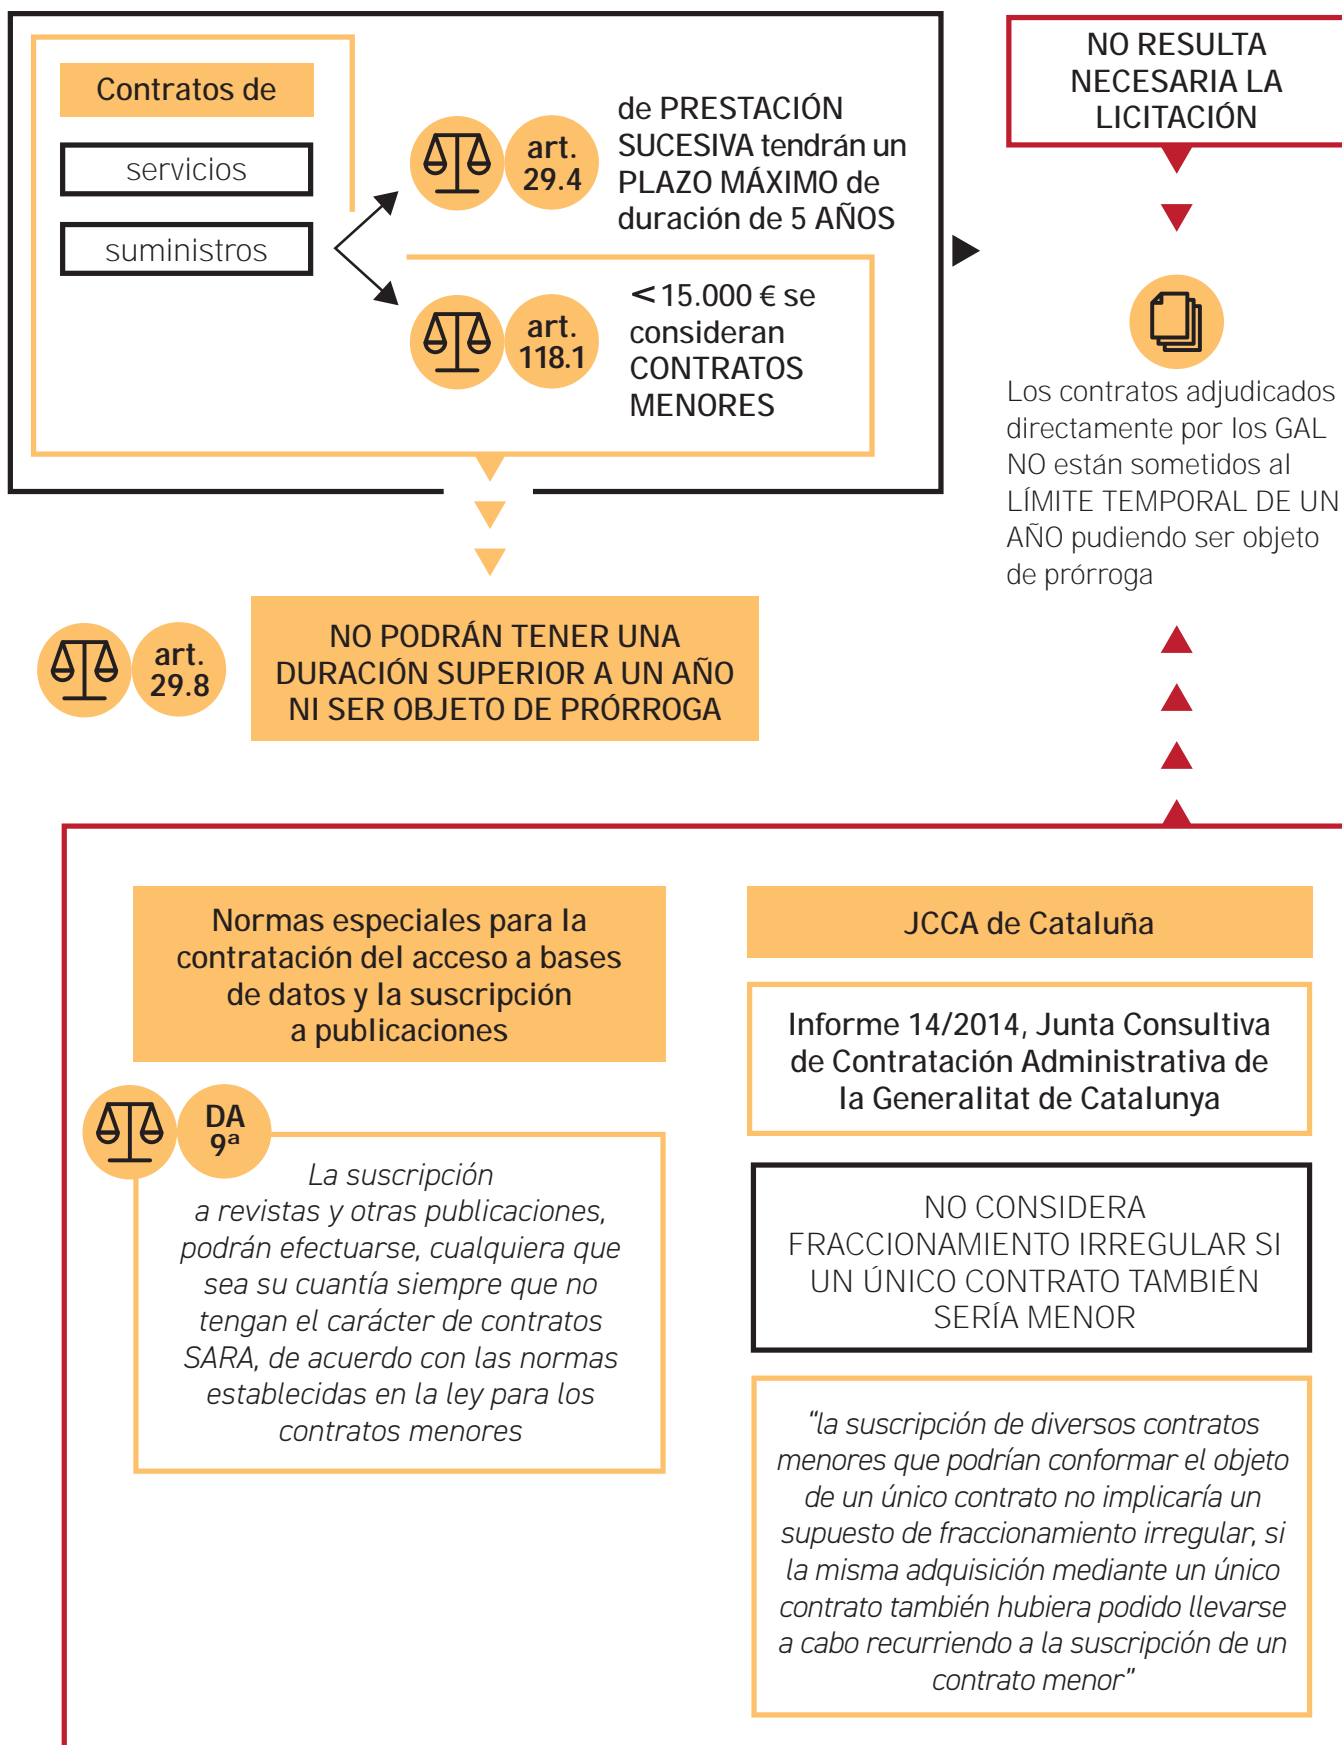 Contratos de
servicios
suministros
art.
29.4
de PRESTACIÓN
SUCESIVA tendrán un
PLAZO MÁXIMO de
duración de 5 AÑOS
art.
118.1
< 15.000 € se
consideran
CONTRATOS
MENORES
NO RESULTA
NECESARIA LA
LICITACIÓN
Los contratos adjudicados
directamente por los GAL
NO están sometidos al
LÍMITE TEMPORAL DE UN
AÑO pudiendo ser objeto
de prórroga
art.
29.8
NO PODRÁN TENER UNA
DURACIÓN SUPERIOR A UN AÑO
NI SER OBJETO DE PRÓRROGA
Normas especiales para la
contratación del acceso a bases
de datos y la suscripción
a publicaciones
DA
9ª
La suscripción
a revistas y otras publicaciones,
podrán efectuarse, cualquiera que
sea su cuantía siempre que no
tengan el carácter de contratos
SARA, de acuerdo con las normas
establecidas en la ley para los
contratos menores
JCCA de Cataluña
Informe 14/2014, Junta Consultiva
de Contratación Administrativa de
la Generalitat de Catalunya
NO CONSIDERA
FRACCIONAMIENTO IRREGULAR SI
UN ÚNICO CONTRATO TAMBIÉN
SERÍA MENOR
"la suscripción de diversos contratos
menores que podrían conformar el objeto
de un único contrato no implicaría un
supuesto de fraccionamiento irregular, si
la misma adquisición mediante un único
contrato también hubiera podido llevarse
a cabo recurriendo a la suscripción de un
contrato menor"